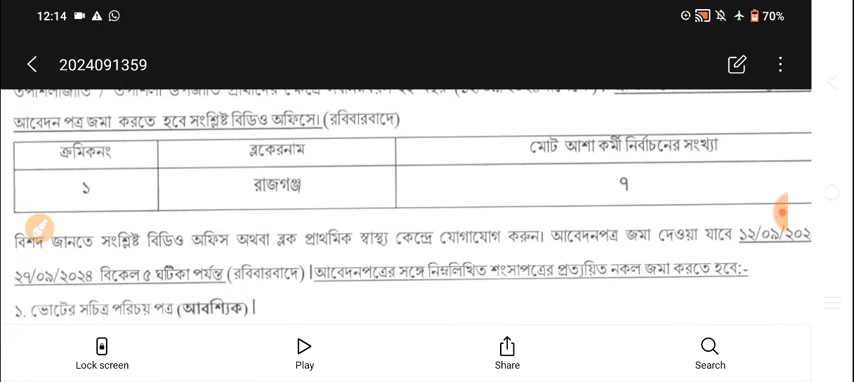 12:14
70%
2024091359
আবেদন পত্র জমা করতে হবে সংশ্লিষ্ট বিডিও অফিসে। (রবিবারবাদে)
ক্রমিকনং ব্লকেরনাম মোট আশা কর্মী নির্বাচনের সংখ্যা
১ রাজগঞ্জ ৭
বিশদ জানতে সংশ্লিষ্ট বিডিও অফিস অথবা ব্লক প্রাথমিক স্বাস্থ্য কেন্দ্রে যোগাযোগ করুন। আবেদনপত্র জমা দেওয়া যাবে ১২/০৯/২০২
২৭/০৯/২০২৪ বিকেল ৫ ঘটিকা পর্যন্ত (রবিবারবাদে) | আবেদনপত্রের সঙ্গে নিম্নলিখিত শংসাপত্রের প্রত্যয়িত নকল জমা করতে হবে:-
১. ভোটের সচিত্র পরিচয় পত্র (আবশ্যিক) |
Lock screen Play Share Search